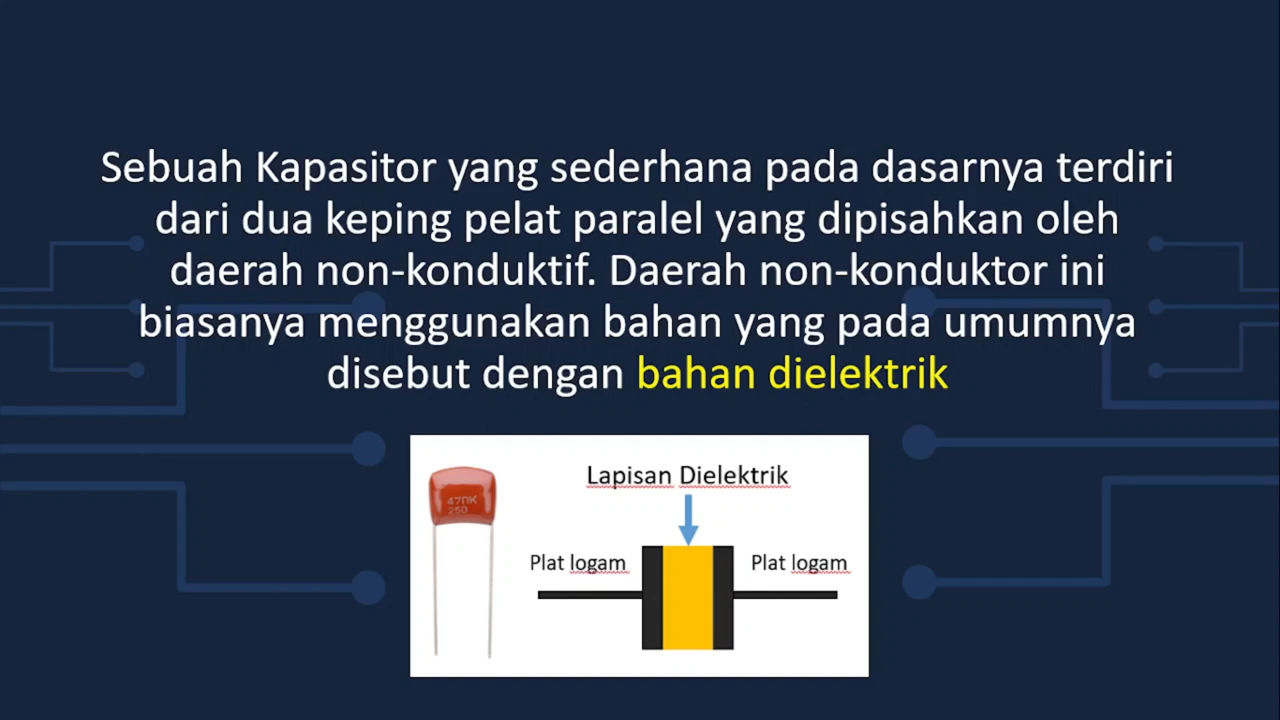 Sebuah Kapasitor yang sederhana pada dasarnya terdiri
dari dua keping pelat paralel yang dipisahkan oleh
daerah non-konduktif. Daerah non-konduktor ini
biasanya menggunakan bahan yang pada umumnya
disebut dengan bahan dielektrik
Lapisan Dielektrik
47nK
250
Plat logam
Plat logam